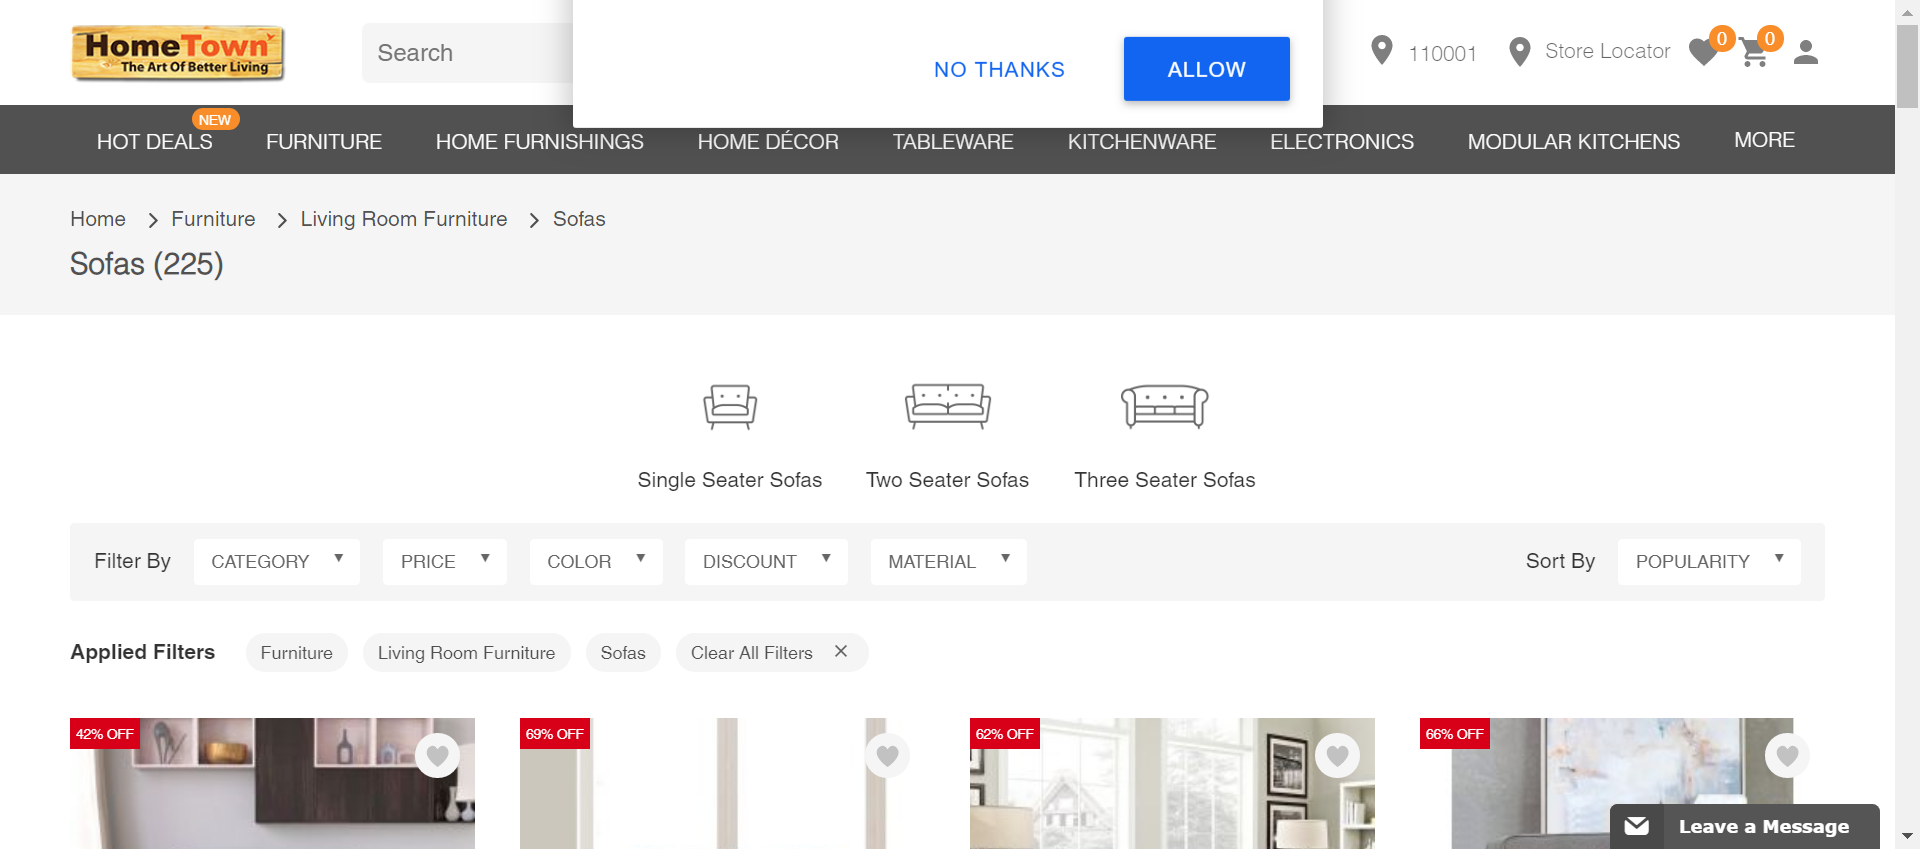 HomeTown
The Art Of Better Living
Search
NO THANKS
ALLOW
110001
Store Locator
0
0
HOT DEALS
NEW
FURNITURE
HOME FURNISHINGS
HOME DÉCOR
TABLEWARE
KITCHENWARE
ELECTRONICS
MODULAR KITCHENS
MORE
Home
Furniture
Living Room Furniture
Sofas
Sofas (225)
Single Seater Sofas
Two Seater Sofas
Three Seater Sofas
Filter By
CATEGORY
PRICE
COLOR
DISCOUNT
MATERIAL
Sort By
POPULARITY
Applied Filters
Furniture
Living Room Furniture
Sofas
Clear All Filters
42% OFF
69% OFF
62% OFF
66% OFF
Leave a Message